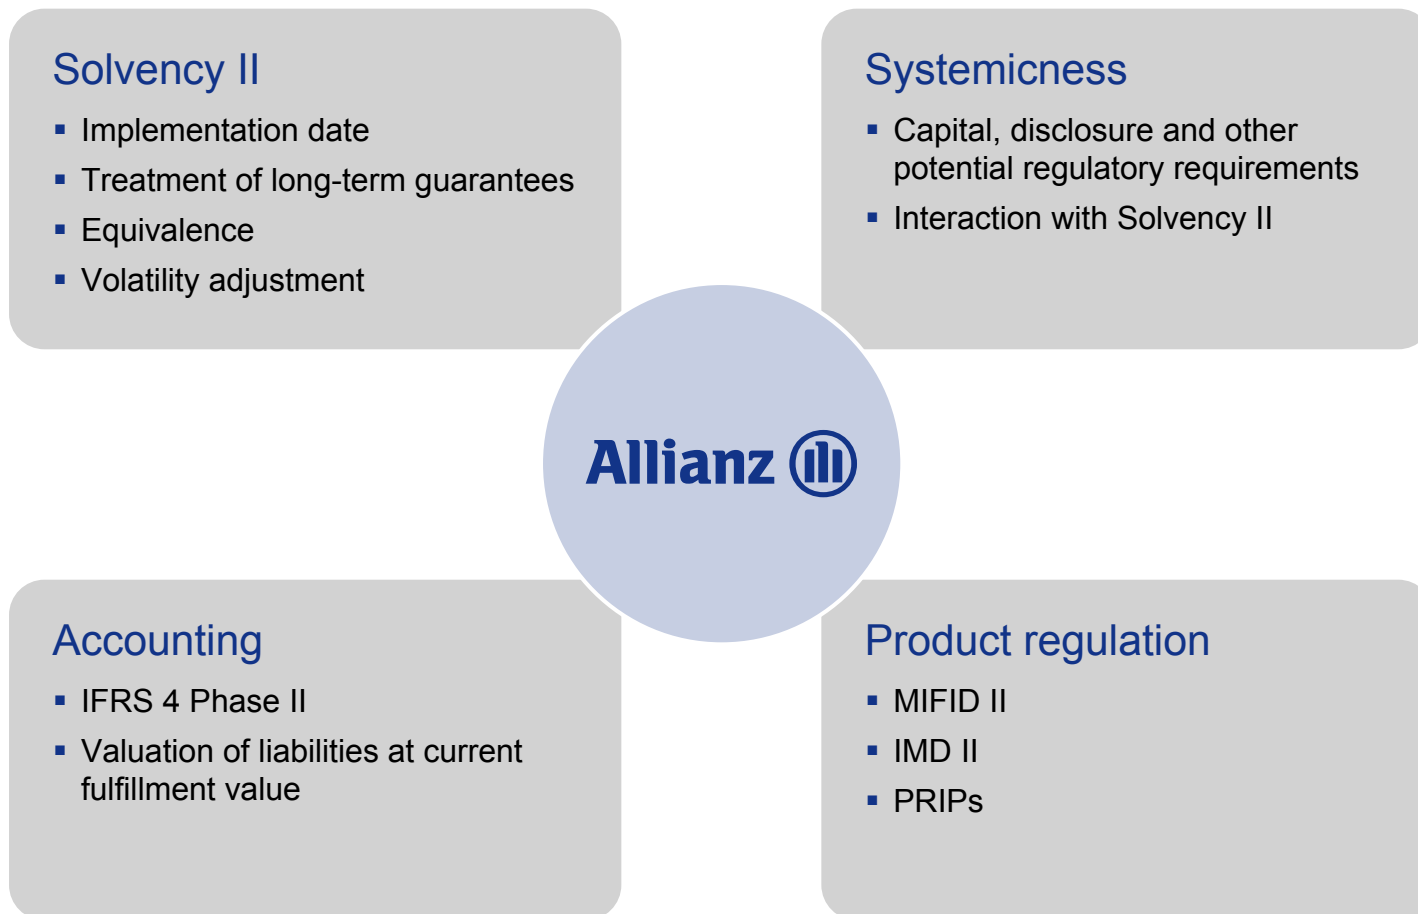 Solvency II
▪ Implementation date
▪ Treatment of long-term guarantees
▪ Equivalence
▪ Volatility adjustment
Systemicness
▪ Capital, disclosure and other
potential regulatory requirements
▪ Interaction with Solvency II
Allianz
Accounting
▪ IFRS 4 Phase II
▪ Valuation of liabilities at current
fulfillment value
Product regulation
▪ MIFID II
▪ IMD II
▪ PRIPs